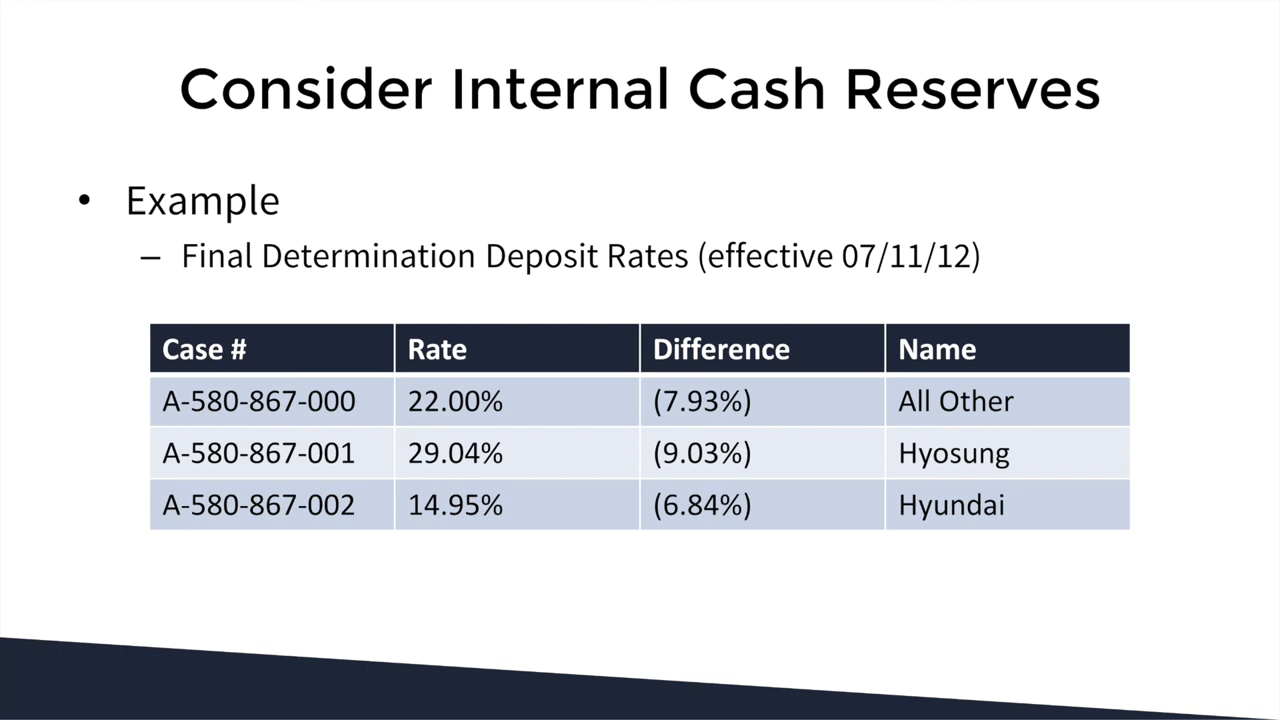 Consider Internal Cash Reserves
• Example
– Final Determination Deposit Rates (effective 07/11/12)
Case # Rate Difference Name
A-580-867-000 22.00% (7.93%) All Other
A-580-867-001 29.04% (9.03%) Hyosung
A-580-867-002 14.95% (6.84%) Hyundai